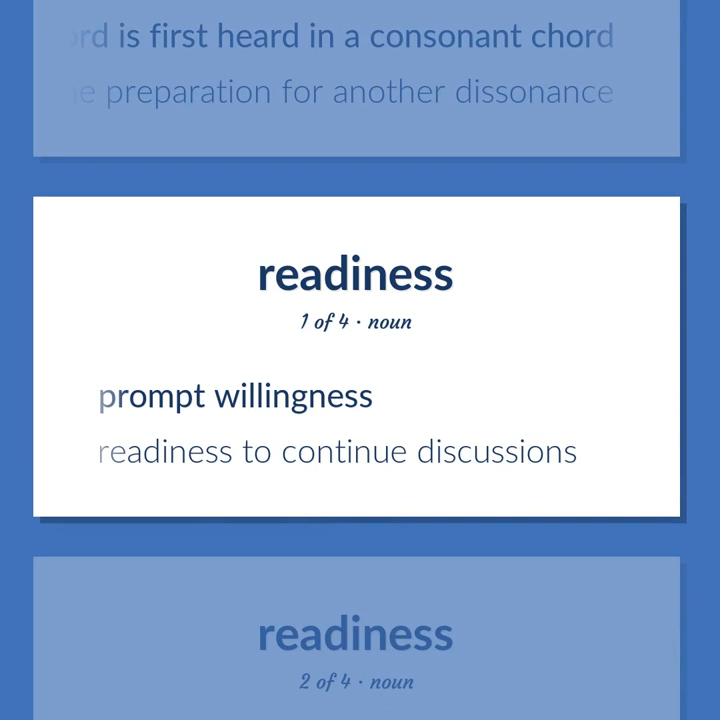 is first heard in a consonant chord
preparation for another dissonance
readiness
1 of 4 · noun
prompt willingness
readiness to continue discussions
readiness
2 of 4 · noun